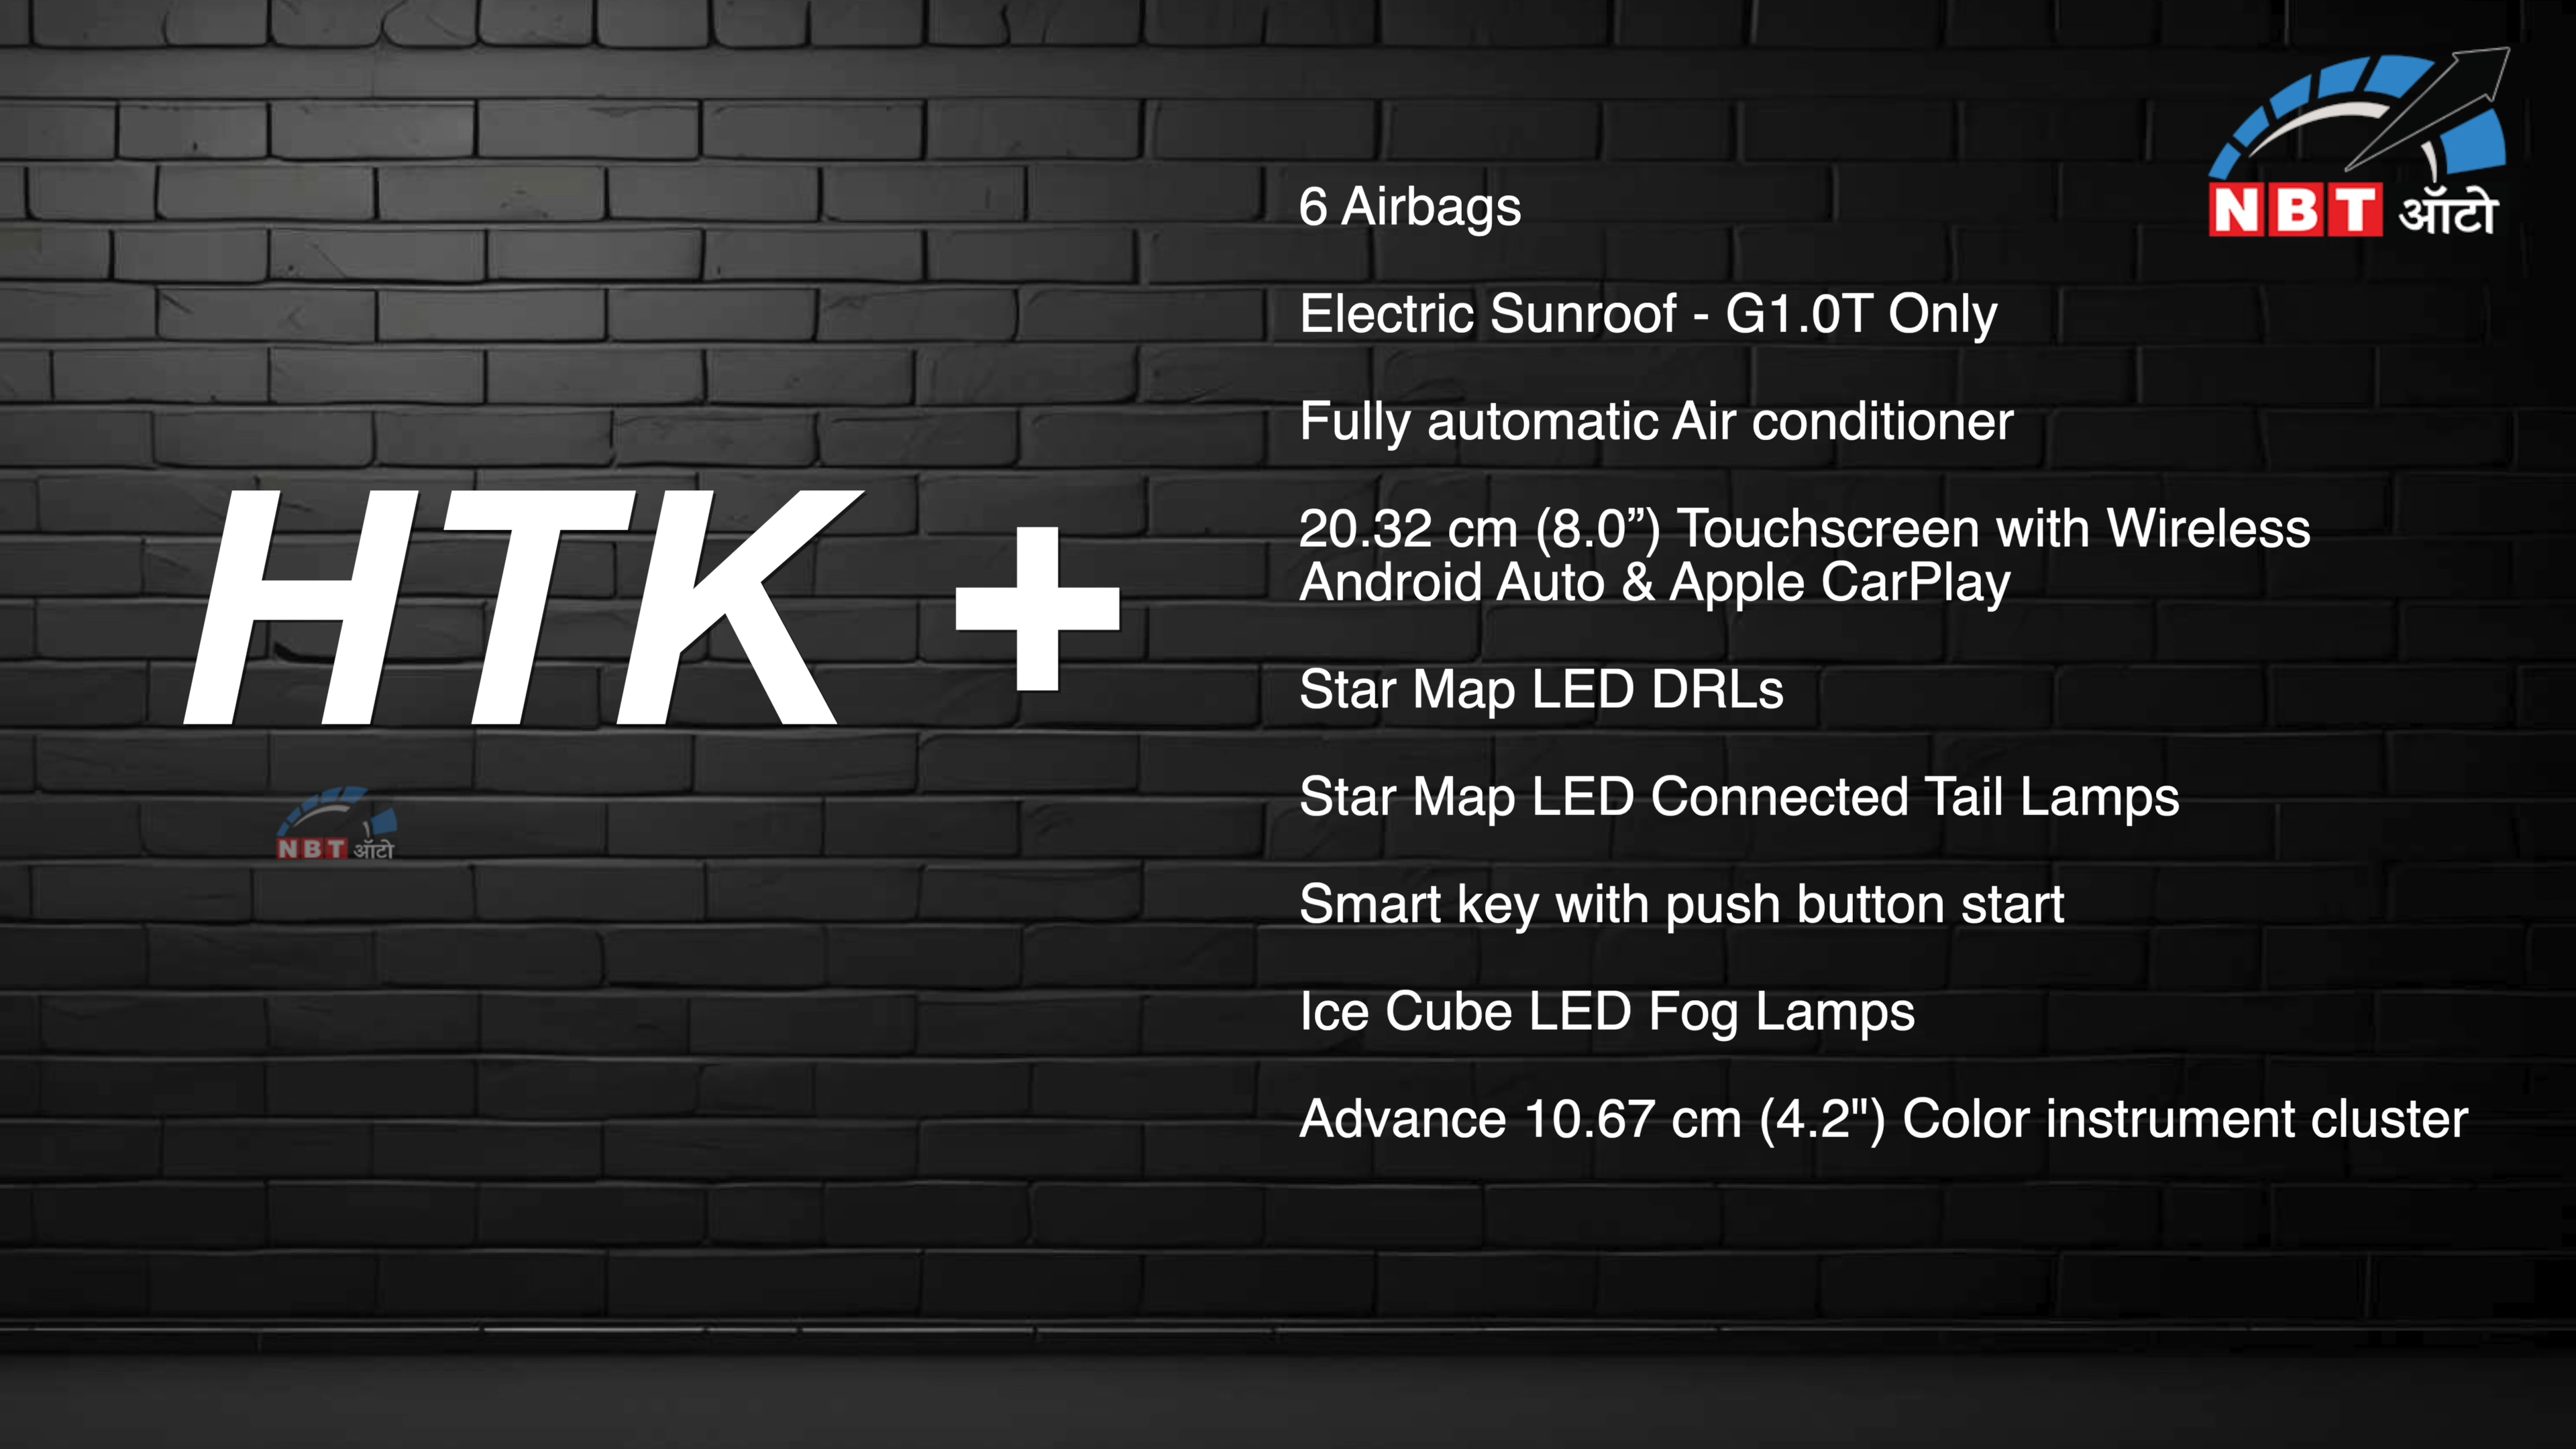 NBT ऑटो
HTK +
6 Airbags
Electric Sunroof - G1.0T Only
Fully automatic Air conditioner
20.32 cm (8.0”) Touchscreen with Wireless
Android Auto & Apple CarPlay
Star Map LED DRLs
Star Map LED Connected Tail Lamps
Smart key with push button start
Ice Cube LED Fog Lamps
Advance 10.67 cm (4.2") Color instrument cluster
NBT ऑटो